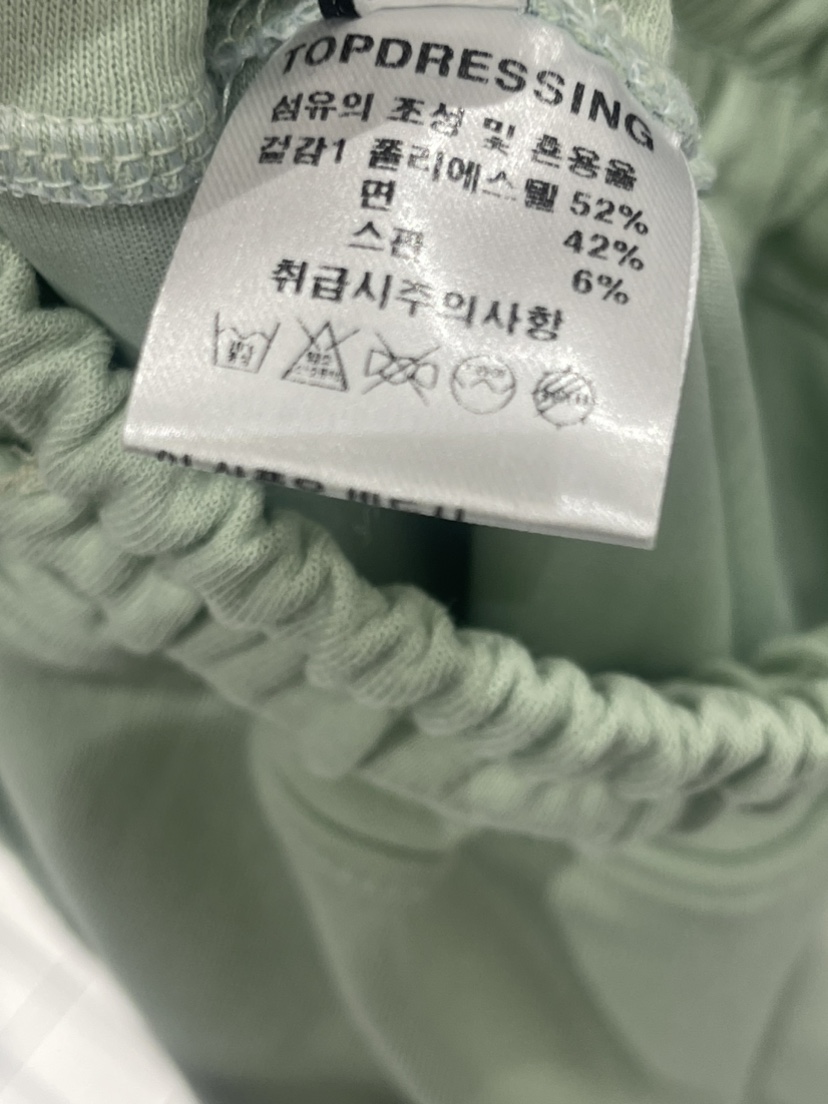 TOPDRESSING
섬유의 조성 및 혼용율
겉감1 폴리에스텔 52%
면 42%
스판 6%
취급시주의사항